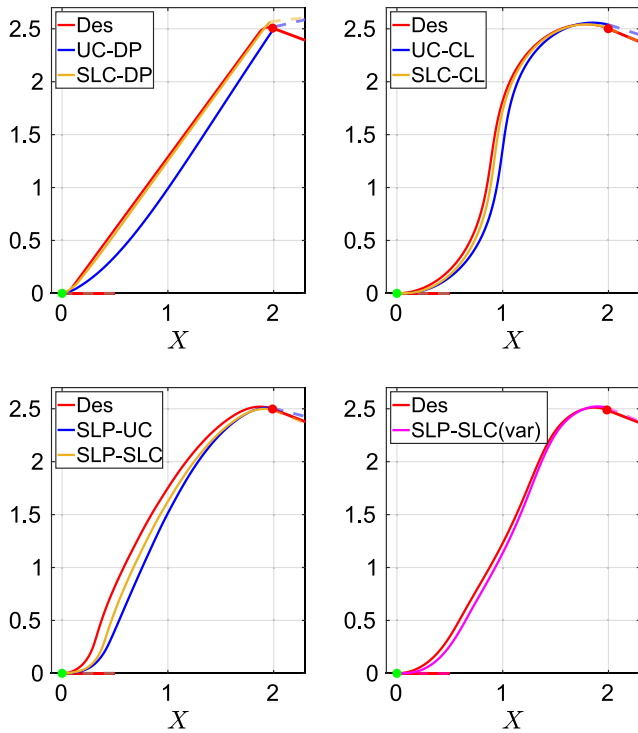 2.5
2
1.5
1
0.5
0
Des
UC-DP
SLC-DP
0 1 2
X
2.5
2
1.5
1
0.5
0
Des
UC-CL
SLC-CL
0 1 2
X
2.5
2
1.5
1
0.5
0
Des
SLP-UC
SLP-SLC
0 1 2
X
2.5
2
1.5
1
0.5
0
Des
SLP-SLC(var)
0 1 2
X